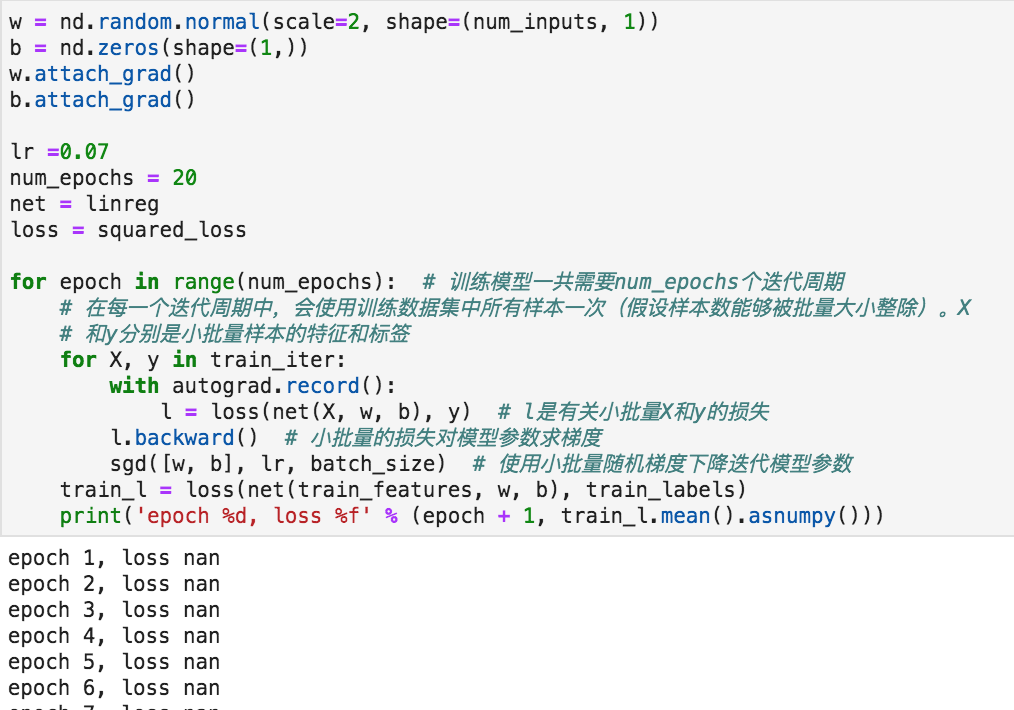 w = nd.random.normal(scale=2, shape=(num_inputs, 1))
b = nd.zeros(shape=(1,))
w.attach_grad()
b.attach_grad()
lr =0.07
num_epochs = 20
net = linreg
loss = squared_loss
for epoch in range(num_epochs):  # 训练模型一共需要num_epochs个迭代周期
    # 在每一个迭代周期中，会使用训练数据集中所有样本一次（假设样本数能够被批量大小整除）。X
    # 和y分别是小批量样本的特征和标签
    for X, y in train_iter:
        with autograd.record():
            l = loss(net(X, w, b), y)  # l是有关小批量X和y的损失
        l.backward()  # 小批量的损失对模型参数求梯度
        sgd([w, b], lr, batch_size)  # 使用小批量随机梯度下降迭代模型参数
    train_l = loss(net(train_features, w, b), train_labels)
    print('epoch %d, loss %f' % (epoch + 1, train_l.mean().asnumpy()))
epoch 1, loss nan
epoch 2, loss nan
epoch 3, loss nan
epoch 4, loss nan
epoch 5, loss nan
epoch 6, loss nan